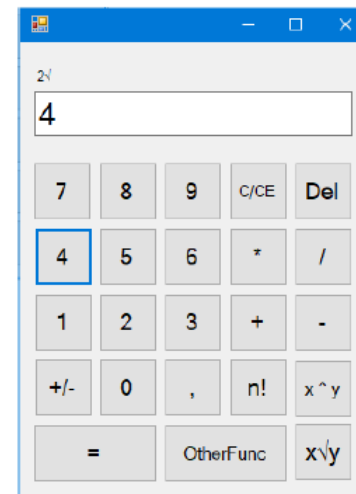 2√
4
7 8 9 C/CE Del
4 5 6 * /
1 2 3 + -
+/- 0 , n! x^y
= OtherFunc x√y